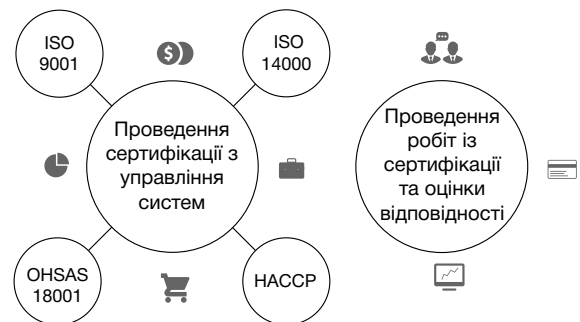 ISO
9001
ISO
14000
Проведення
сертифікації з
управління
систем
OHSAS
18001
HACCP
Проведення
робіт із
сертифікації
та оцінки
відповідності